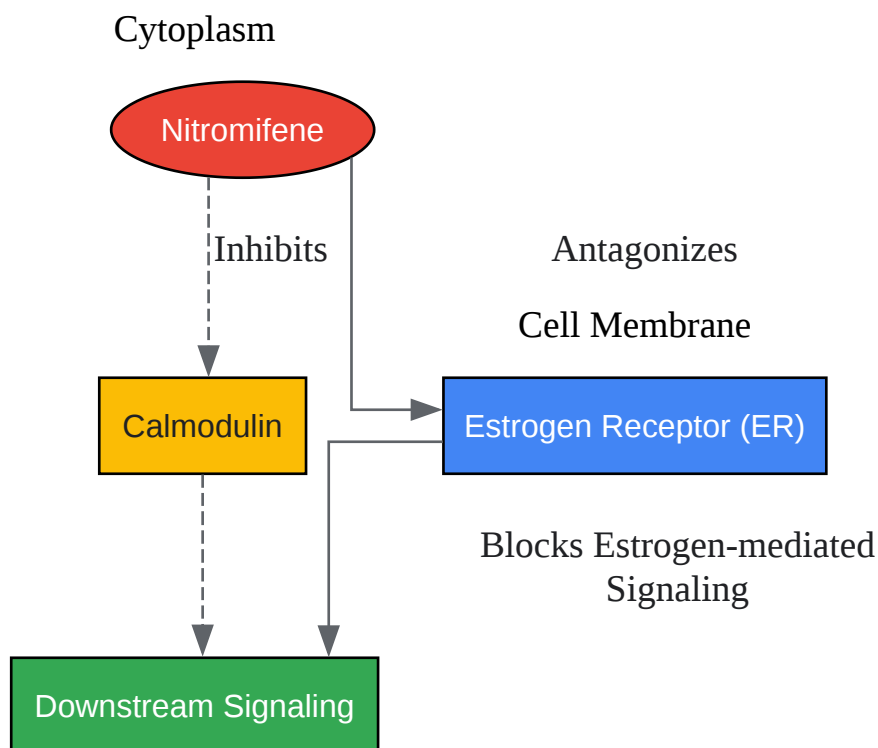 Cytoplasm
Nitromifene
Inhibits
Antagonizes
Cell Membrane
Calmodulin
Estrogen Receptor (ER)
Blocks Estrogen-mediated
Signaling
Downstream Signaling